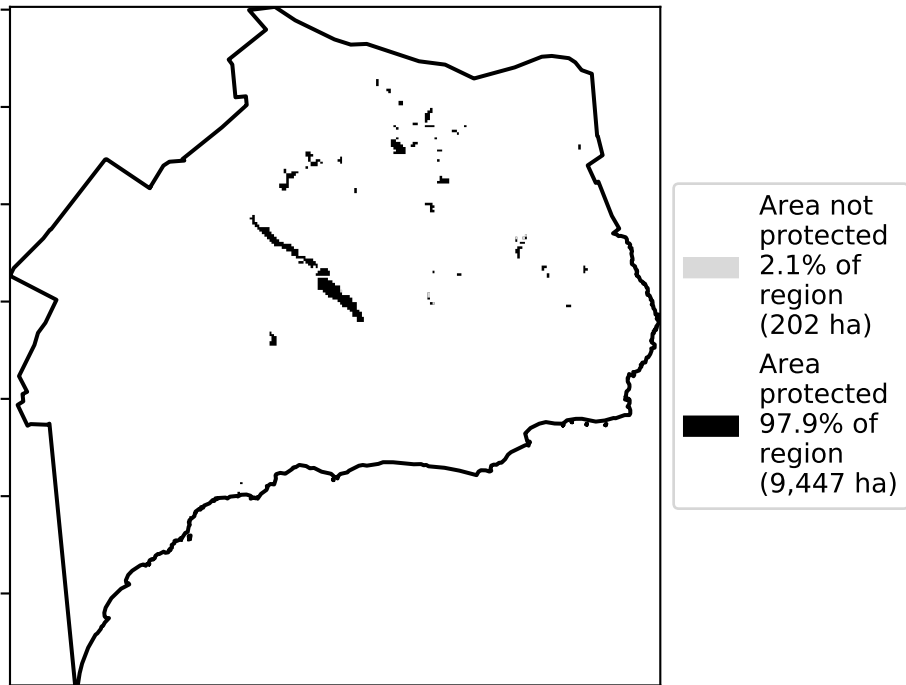 Area not
protected
2.1% of
region
(202 ha)
Area
protected
97.9% of
region
(9,447 ha)